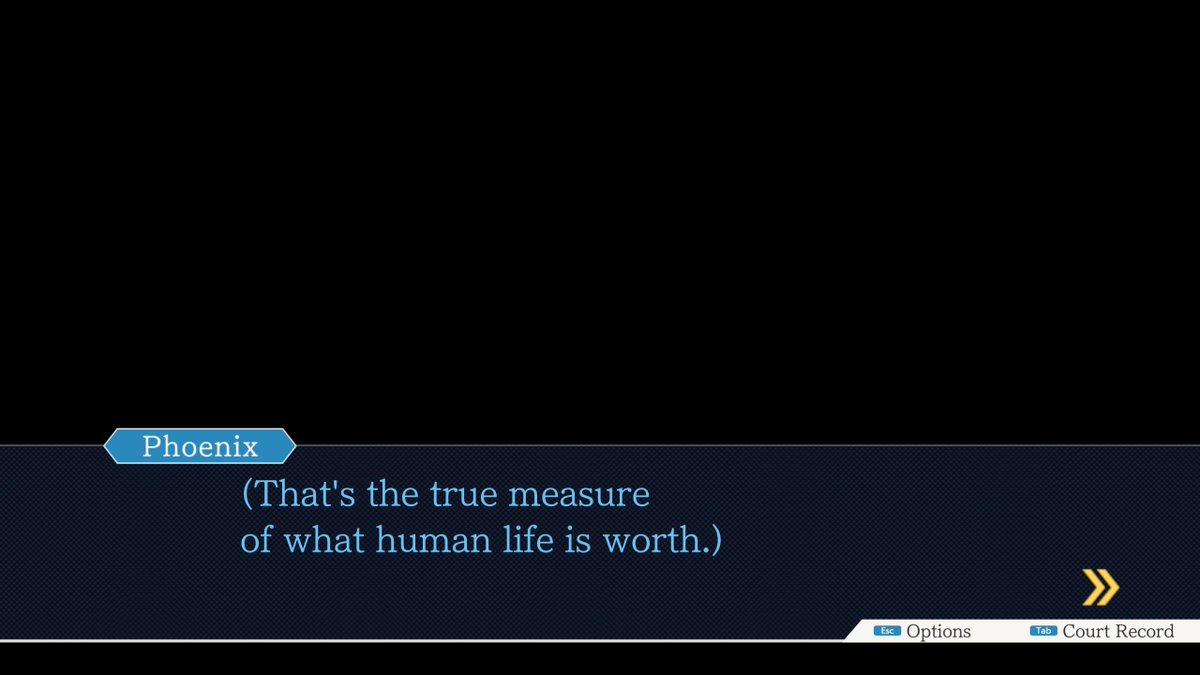 Phoenix
(That's the true measure
of what human life is worth.)
Esc Options
Tab Court Record